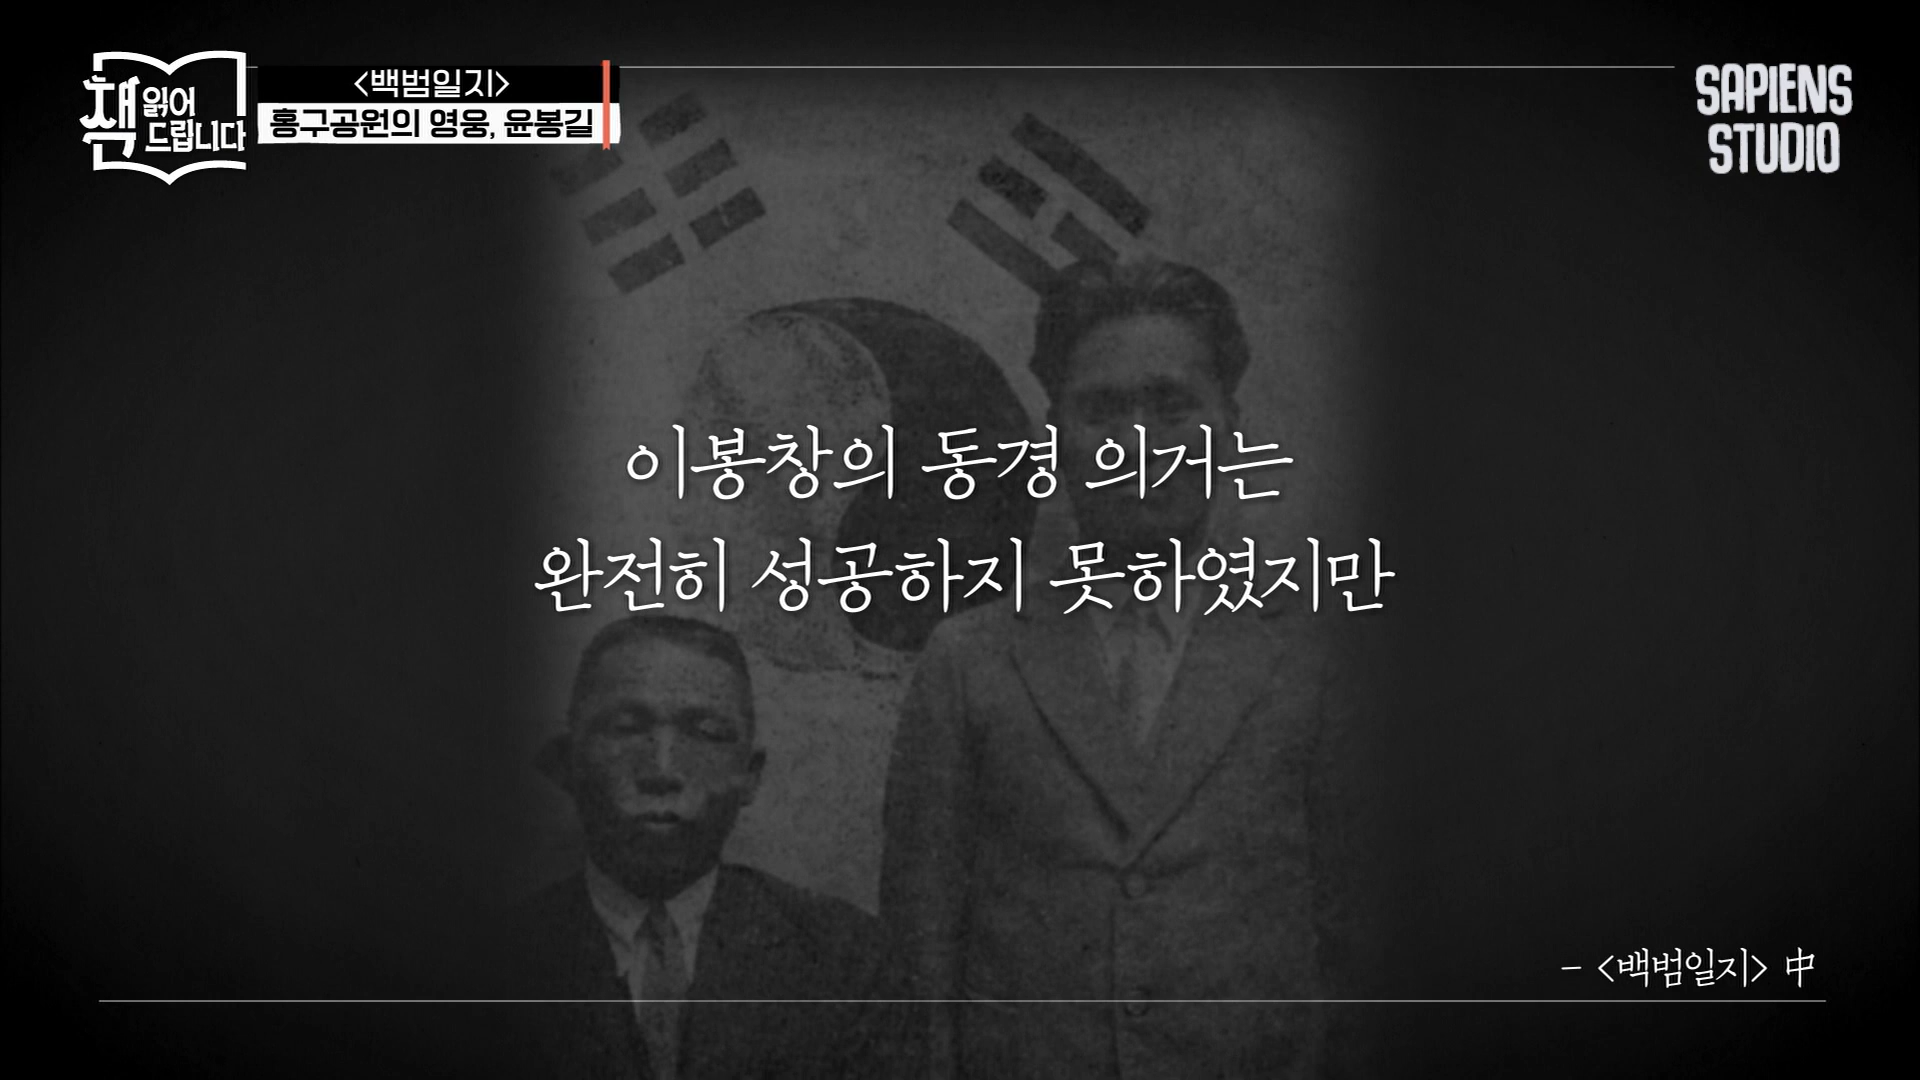 책 읽어
드립니다
<백범일지>
홍구공원의 영웅, 윤봉길
SAPIENS
STUDIO
이봉창의 동경 의거는
완전히 성공하지 못하였지만
- <백범일지> 中